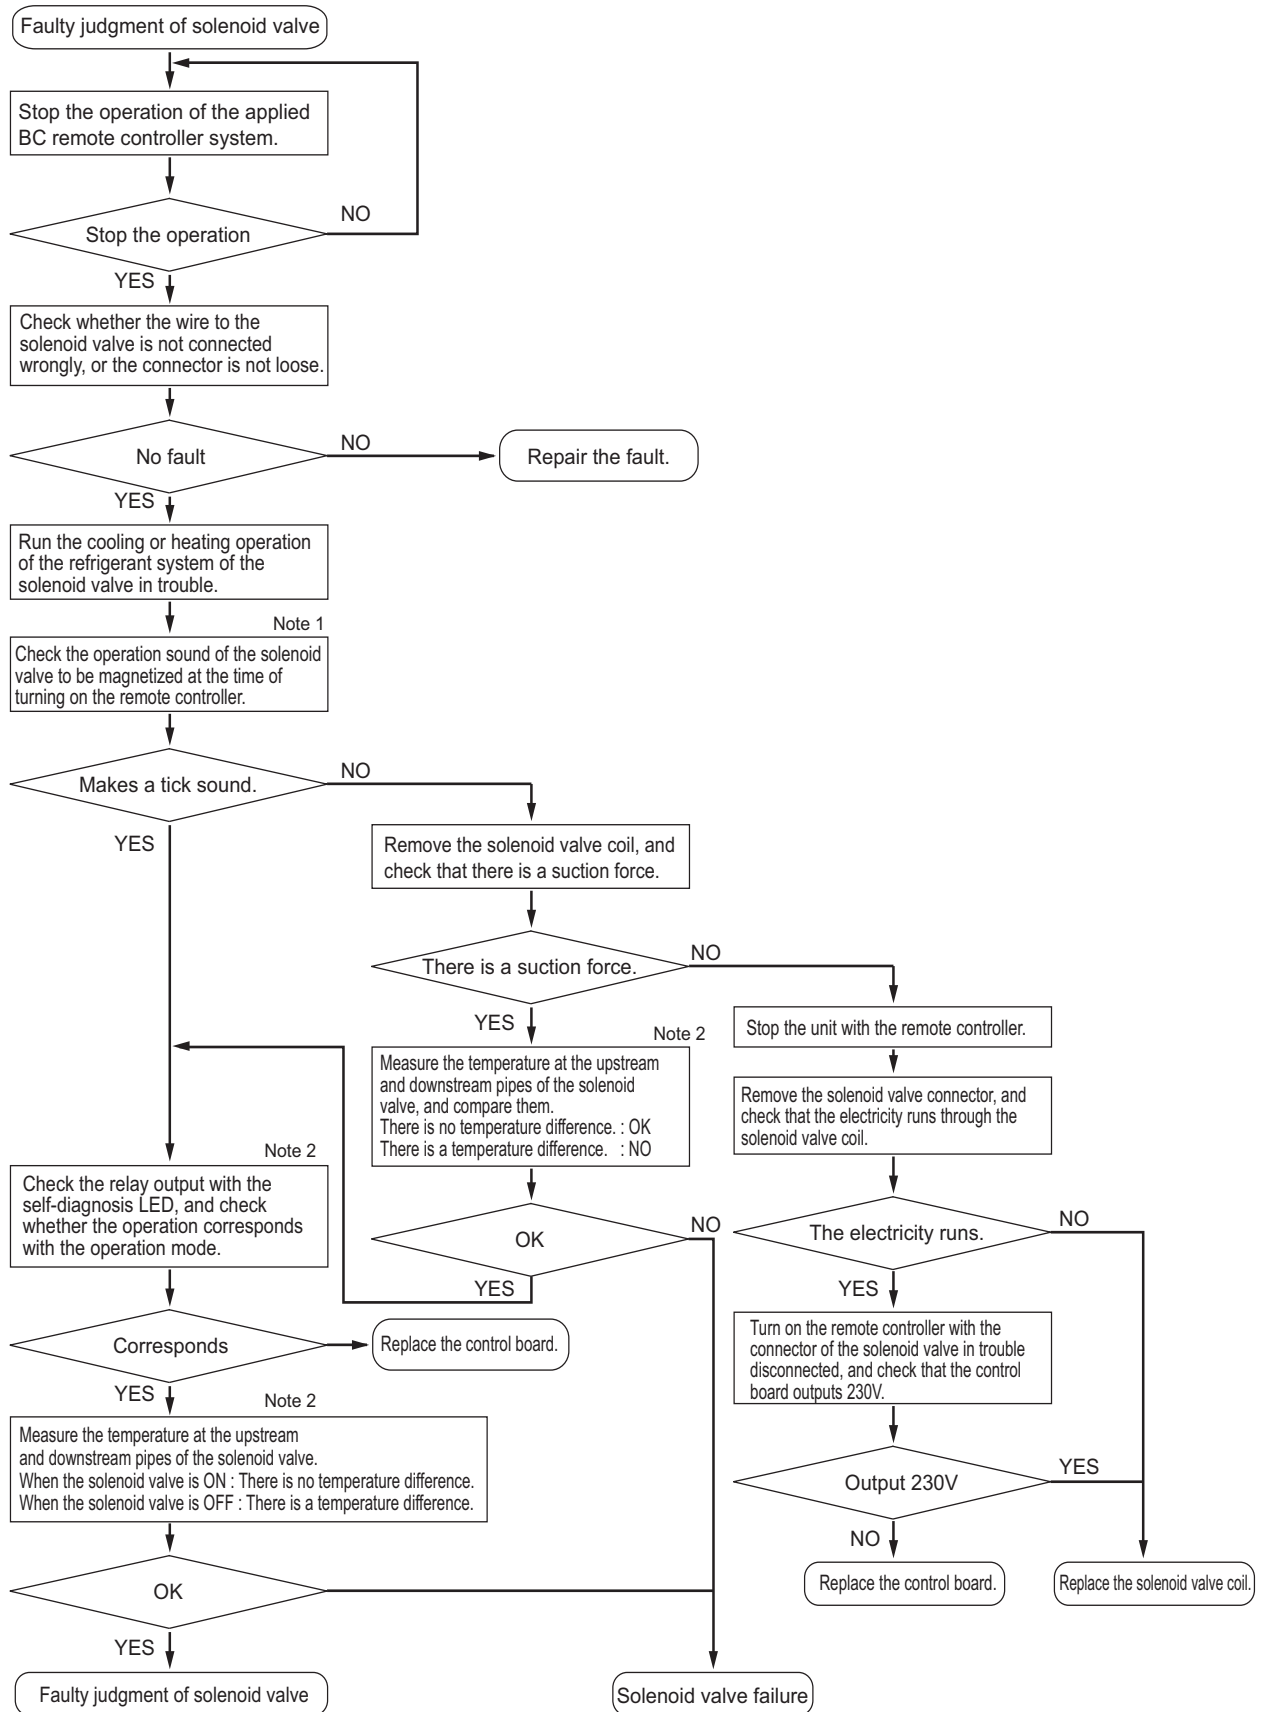 Faulty judgment of solenoid valve
Stop the operation of the applied
BC remote controller system.
Stop the operation
NO
YES
Check whether the wire to the
solenoid valve is not connected
wrongly, or the connector is not loose.
No fault
NO
Repair the fault.
YES
Run the cooling or heating operation
of the refrigerant system of the
solenoid valve in trouble.
Note 1
Check the operation sound of the solenoid
valve to be magnetized at the time of
turning on the remote controller.
Makes a tick sound.
NO
YES
Remove the solenoid valve coil, and
check that there is a suction force.
There is a suction force.
NO
YES
Note 2
Measure the temperature at the upstream
and downstream pipes of the solenoid
valve, and compare them.
There is no temperature difference. : OK
There is a temperature difference. : NO
Stop the unit with the remote controller.
Remove the solenoid valve connector, and
check that the electricity runs through the
solenoid valve coil.
Note 2
Check the relay output with the
self-diagnosis LED, and check
whether the operation corresponds
with the operation mode.
OK
NO
YES
The electricity runs.
NO
YES
Corresponds
Replace the control board.
YES
Turn on the remote controller with the
connector of the solenoid valve in trouble
disconnected, and check that the control
board outputs 230V.
Note 2
Measure the temperature at the upstream
and downstream pipes of the solenoid valve.
When the solenoid valve is ON : There is no temperature difference.
When the solenoid valve is OFF : There is a temperature difference.
Output 230V
YES
NO
OK
Replace the control board.
Replace the solenoid valve coil.
YES
Faulty judgment of solenoid valve
Solenoid valve failure